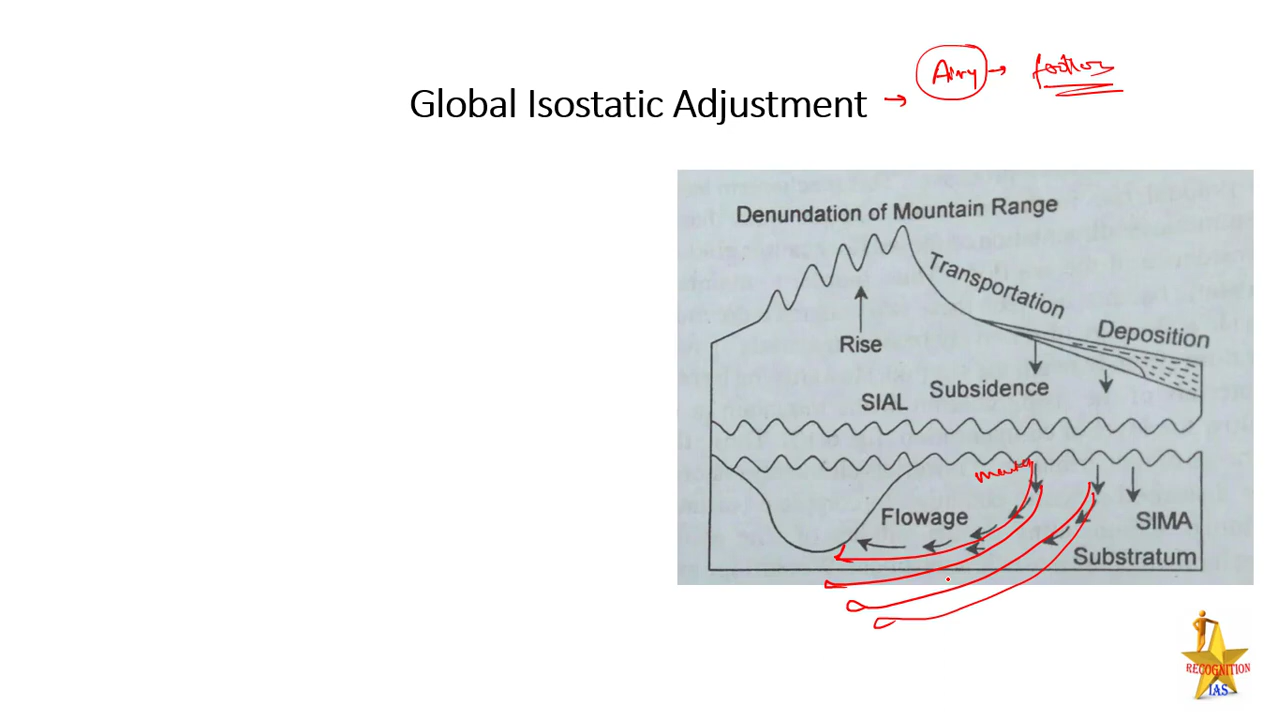 Airy
Global Isostatic Adjustment
Denundation of Mountain Range
Transportation
Deposition
Rise
Subsidence
SIAL
Flowage
SIMA
Substratum
RECOGNITION
IAS